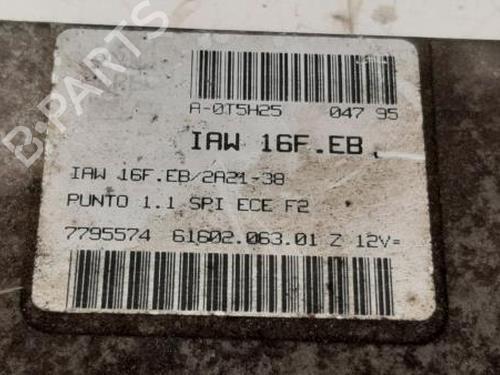 A-0T5H25 047 95
IAW 16F.EB
IAW 16F.EB/2A21-38
PUNTO 1.1 SPI ECE F2
7795574 61602.063.01 Z 12V=
B-PARTS